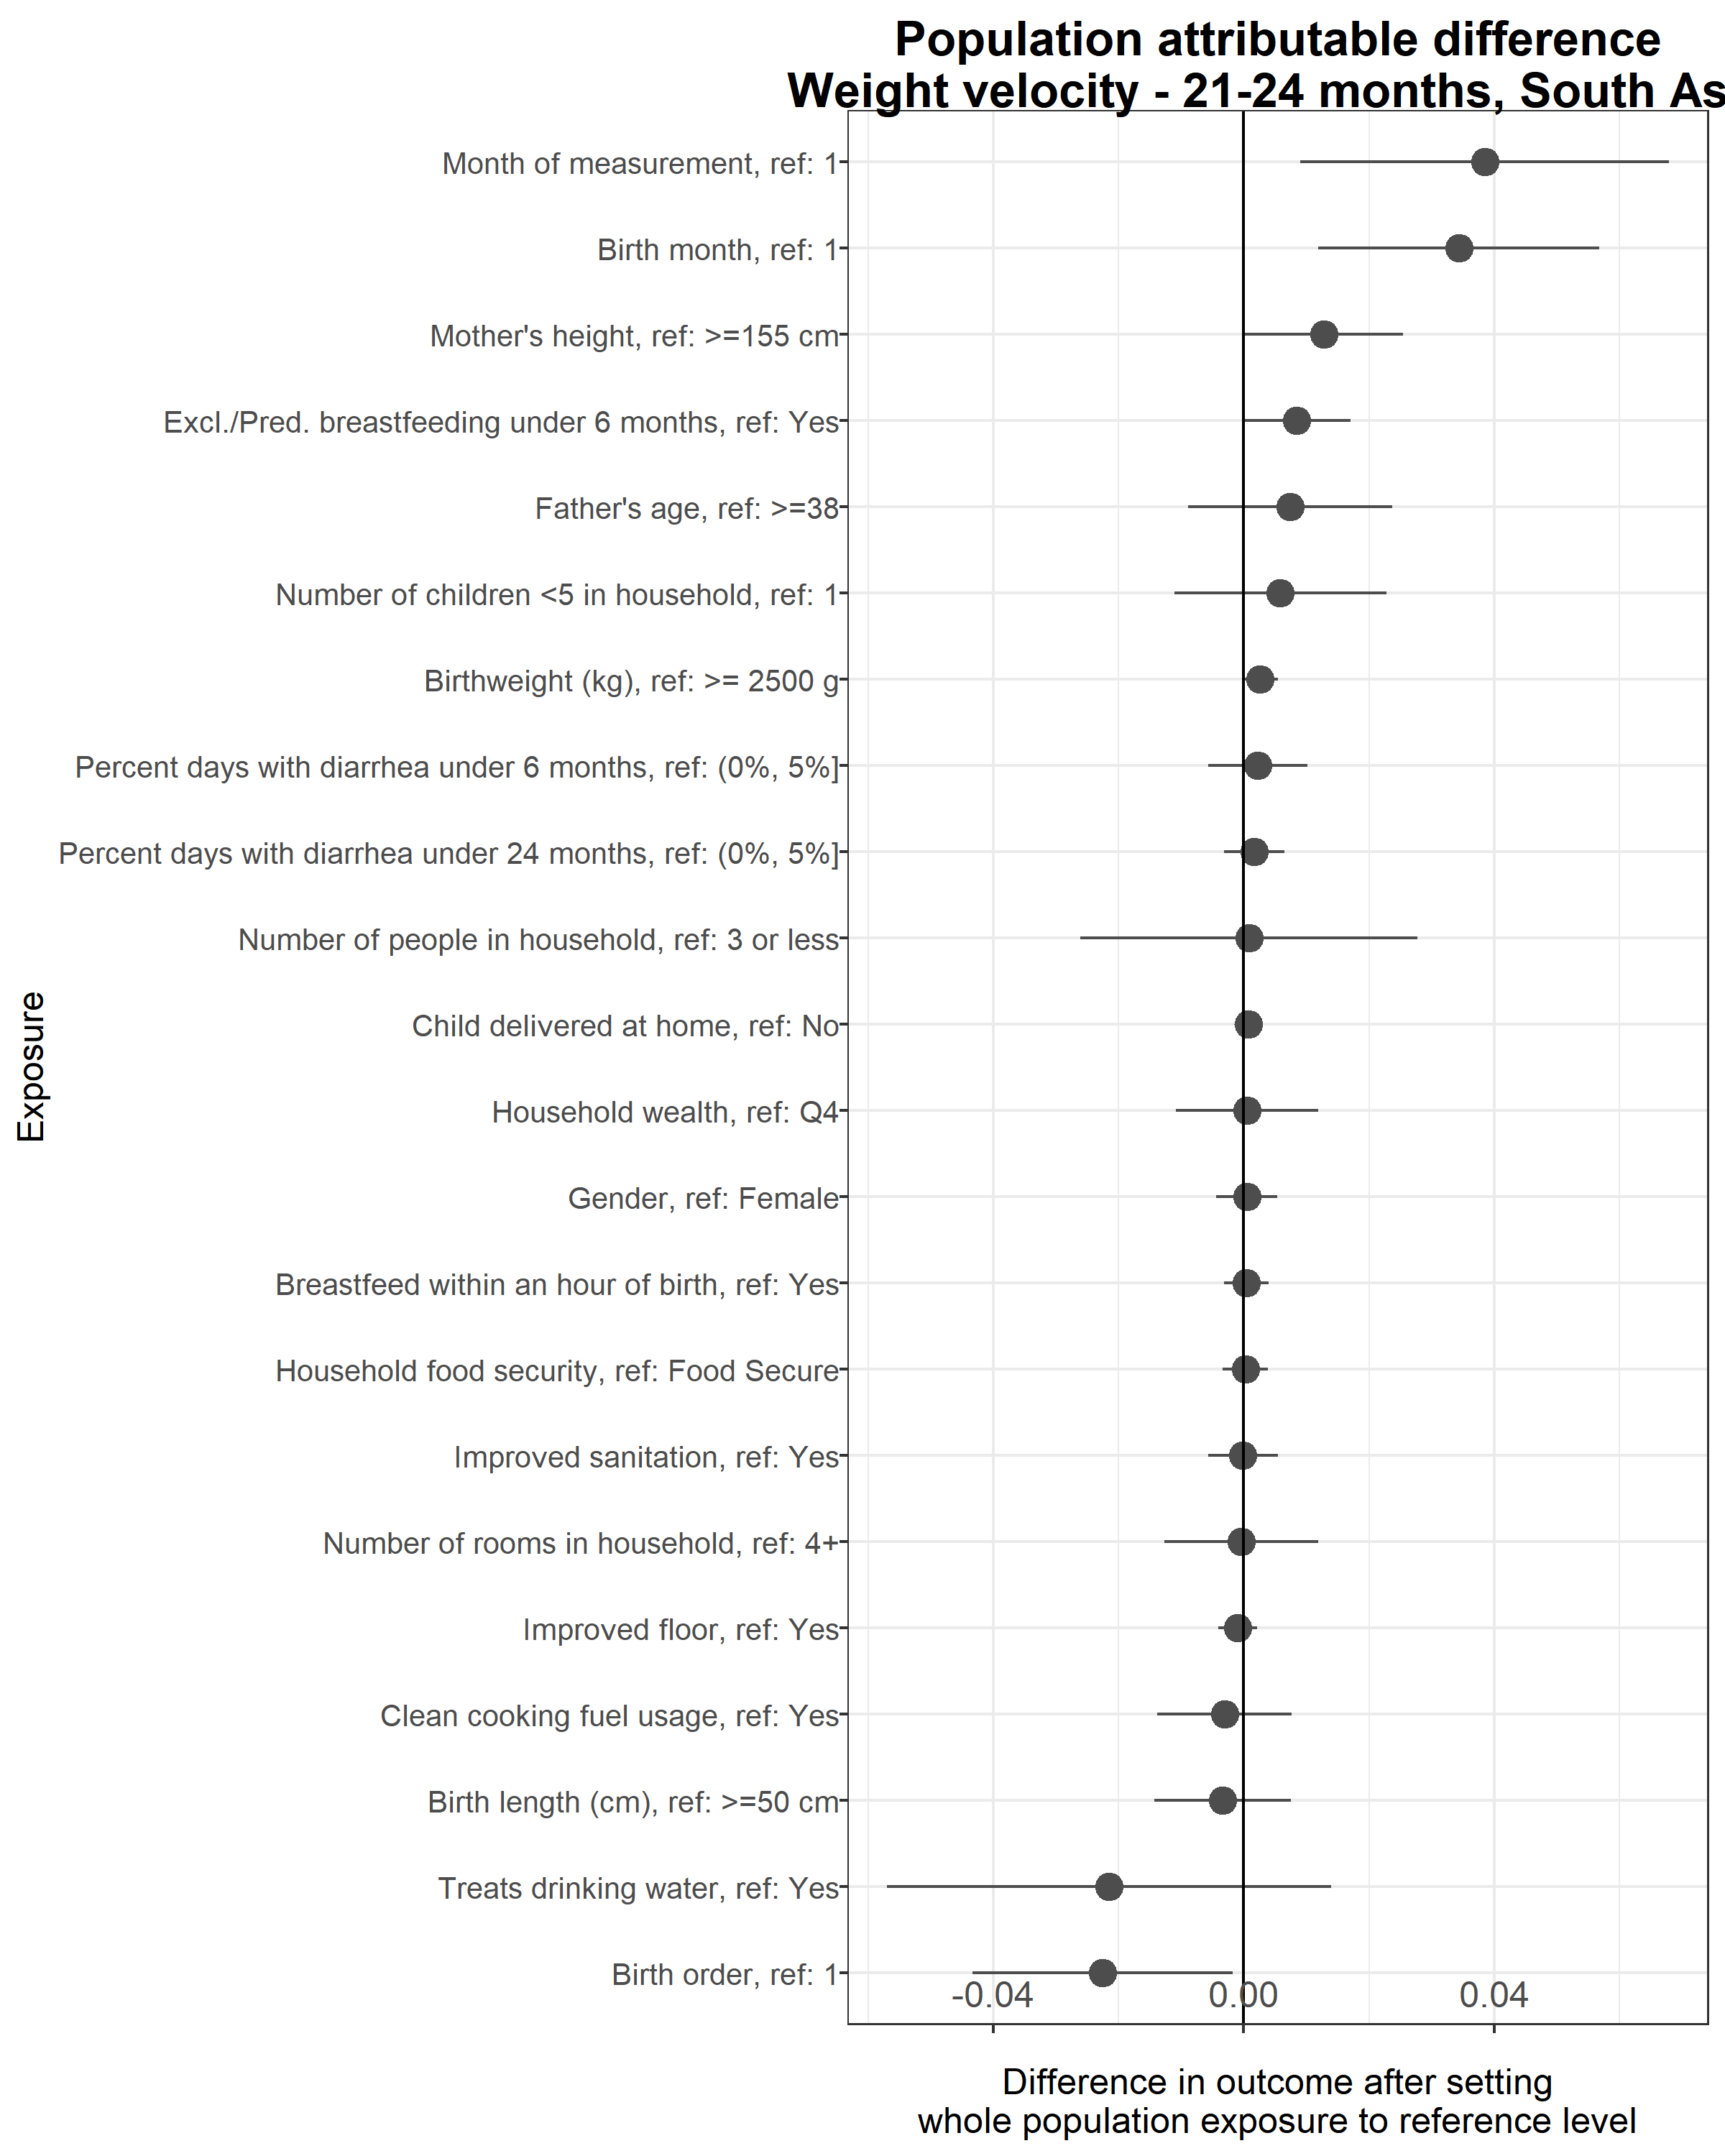 Population attributable difference
Weight velocity - 21-24 months, South As
Month of measurement, ref: 1
Birth month, ref: 1
Mother's height, ref: >=155 cm
Excl./Pred. breastfeeding under 6 months, ref: Yes
Father's age, ref: >=38
Number of children <5 in household, ref: 1
Birthweight (kg), ref: >= 2500 g
Percent days with diarrhea under 6 months, ref: (0%, 5%]
Percent days with diarrhea under 24 months, ref: (0%, 5%]
Number of people in household, ref: 3 or less
Child delivered at home, ref: No
Household wealth, ref: Q4
Gender, ref: Female
Breastfeed within an hour of birth, ref: Yes
Household food security, ref: Food Secure
Improved sanitation, ref: Yes
Number of rooms in household, ref: 4+
Improved floor, ref: Yes
Clean cooking fuel usage, ref: Yes
Birth length (cm), ref: >=50 cm
Treats drinking water, ref: Yes
Birth order, ref: 1
Exposure
-0.04 0.00 0.04
Difference in outcome after setting
whole population exposure to reference level